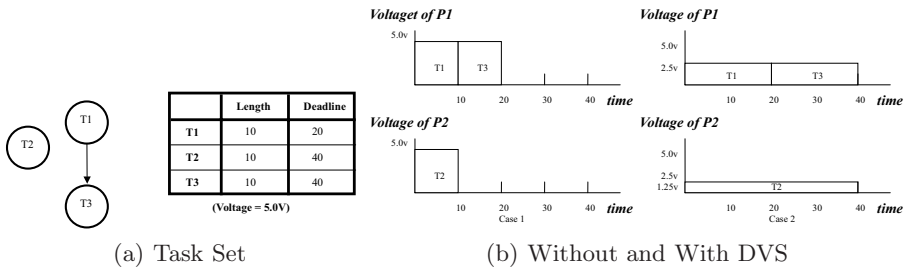 T1
T2
T3
Length Deadline
T1 10 20
T2 10 40
T3 10 40
(Voltage = 5.0V)
(a) Task Set
Voltaget of P1
5.0v
T1 T3
10 20 30 40 time
Voltage of P2
5.0v
T2
10 20 30 40 time
Case 1
Voltage of P1
5.0v
2.5v
T1 T3
10 20 30 40 time
Voltage of P2
5.0v
2.5v
1.25v
T2
10 20 30 40 time
Case 2
(b) Without and With DVS